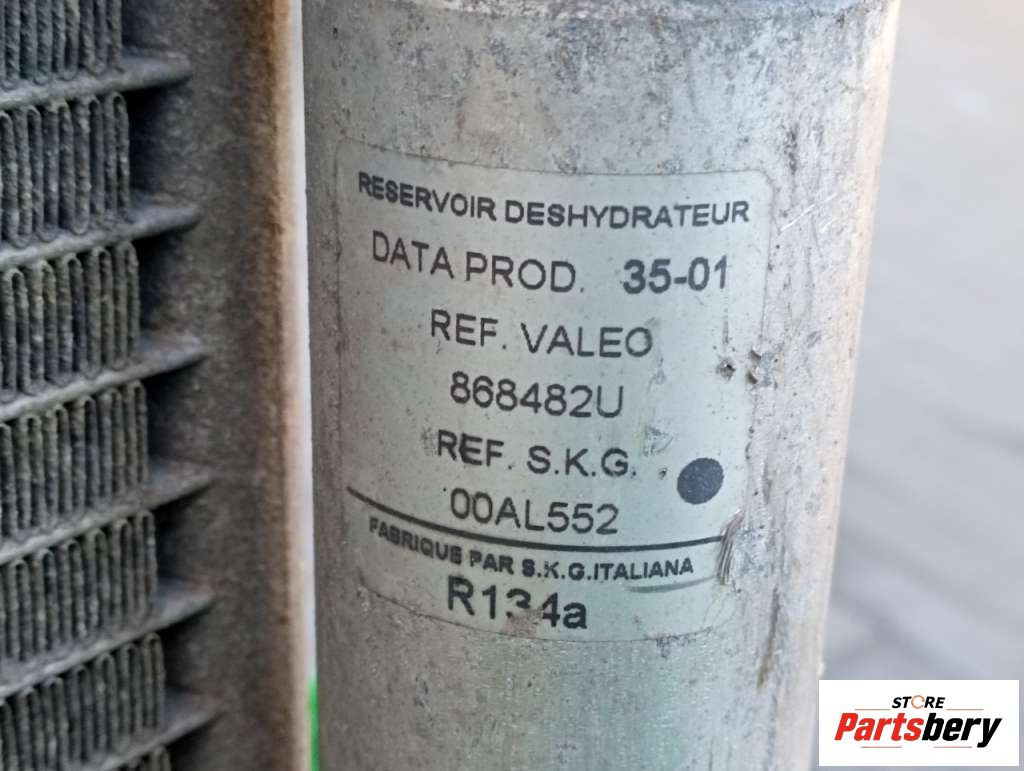 RESERVOIR DESHYDRATEUR
DATA PROD. 35-01
REF. VALEO
868482U
REF. S.K.G.
00AL552
FABRIQUE PAR S.K.G.ITALIANA
R134a
STORE
Partsbery